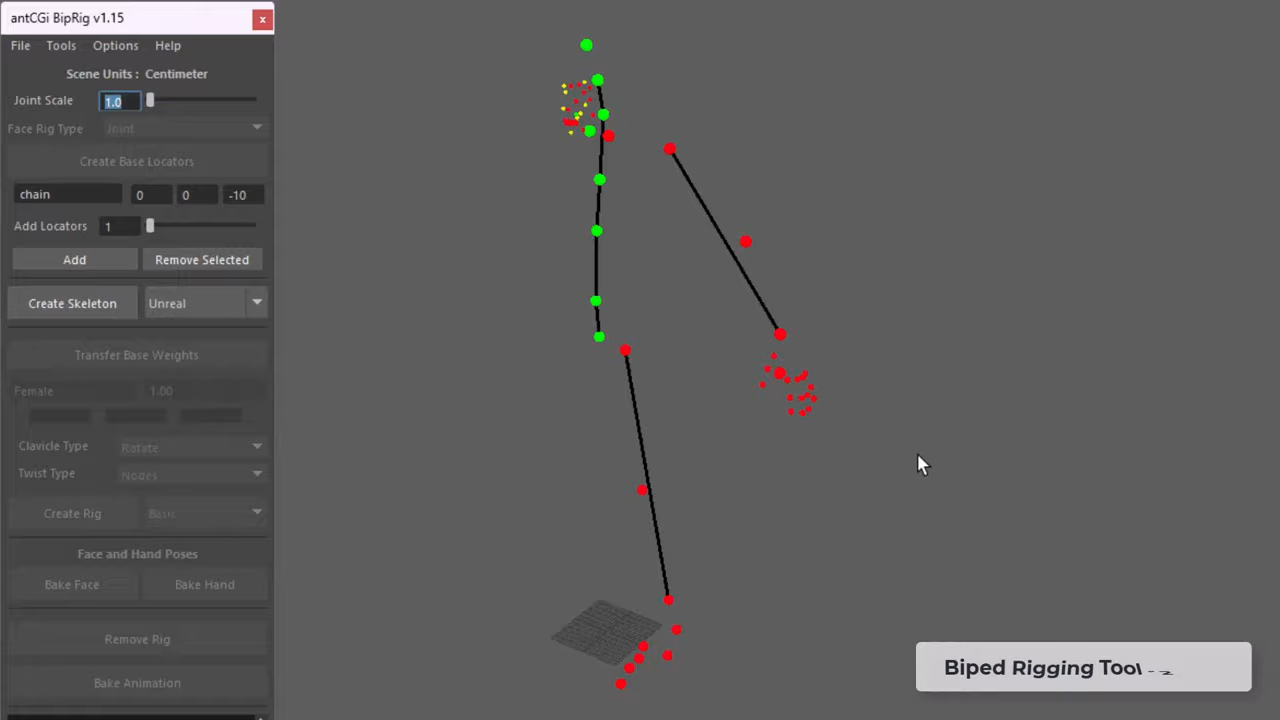 antCGi BipRig v1.15
x
File Tools Options Help
Scene Units : Centimeter
Joint Scale 1.0
Face Rig Type Joint
Create Base Locators
chain 0 0 -10
Add Locators 1
Add Remove Selected
Create Skeleton Unreal
Transfer Base Weights
Female 1.00
Clavicle Type Rotate
Twist Type Nodes
Create Rig Basic
Face and Hand Poses
Bake Face Bake Hand
Remove Rig
Bake Animation
Biped Rigging Tool